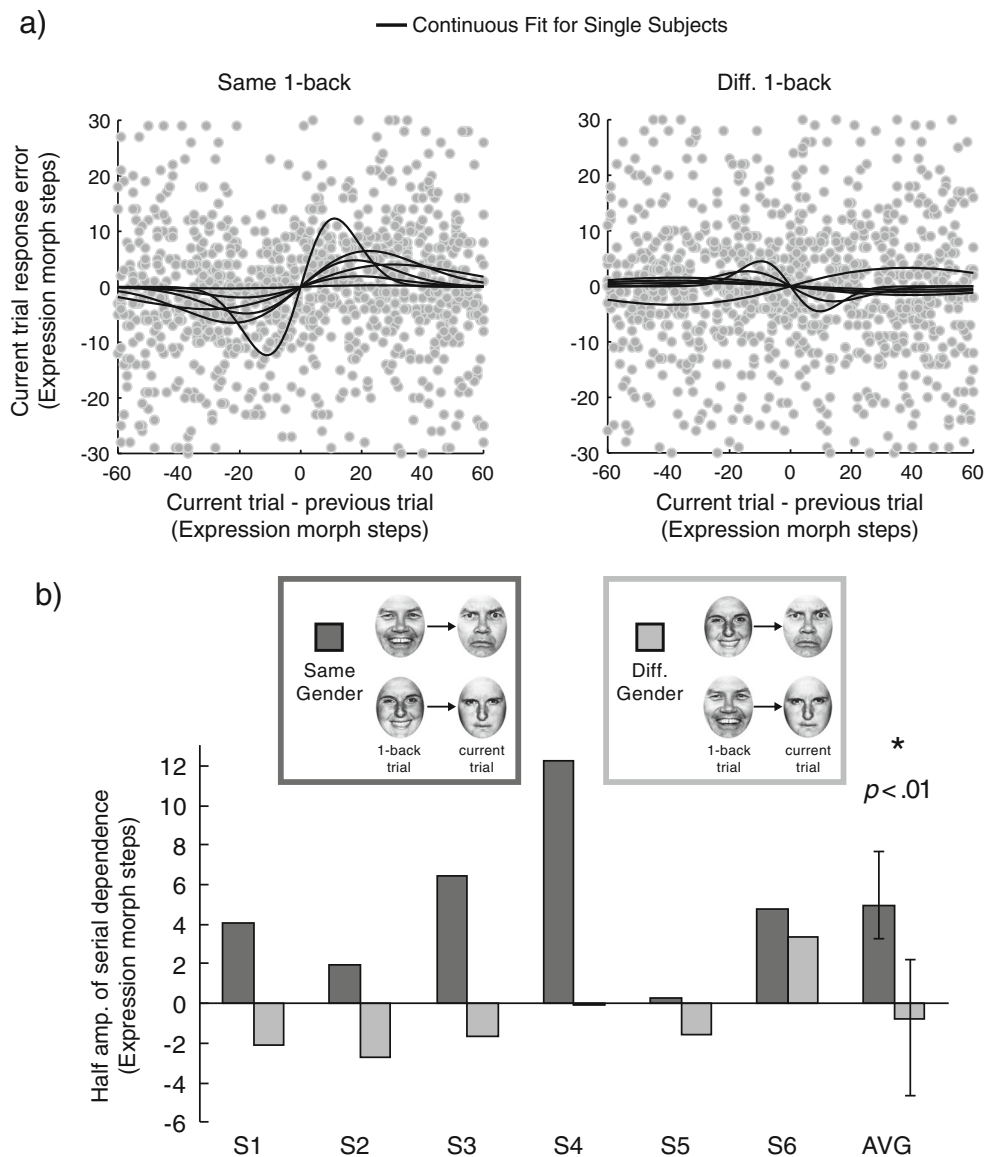 a)
Continuous Fit for Single Subjects
Same 1-back
Diff. 1-back
Current trial response error
(Expression morph steps)
30
20
10
0
-10
-20
-30
-60
-40
-20
0
20
40
60
Current trial - previous trial
(Expression morph steps)
30
20
10
0
-10
-20
-30
-60
-40
-20
0
20
40
60
Current trial - previous trial
(Expression morph steps)
b)
Same
Gender
1-back
trial
current
trial
Diff.
Gender
1-back
trial
current
trial
*
p<.01
Half amp. of serial dependence
(Expression morph steps)
12
10
8
6
4
2
0
-2
-4
-6
S1
S2
S3
S4
S5
S6
AVG